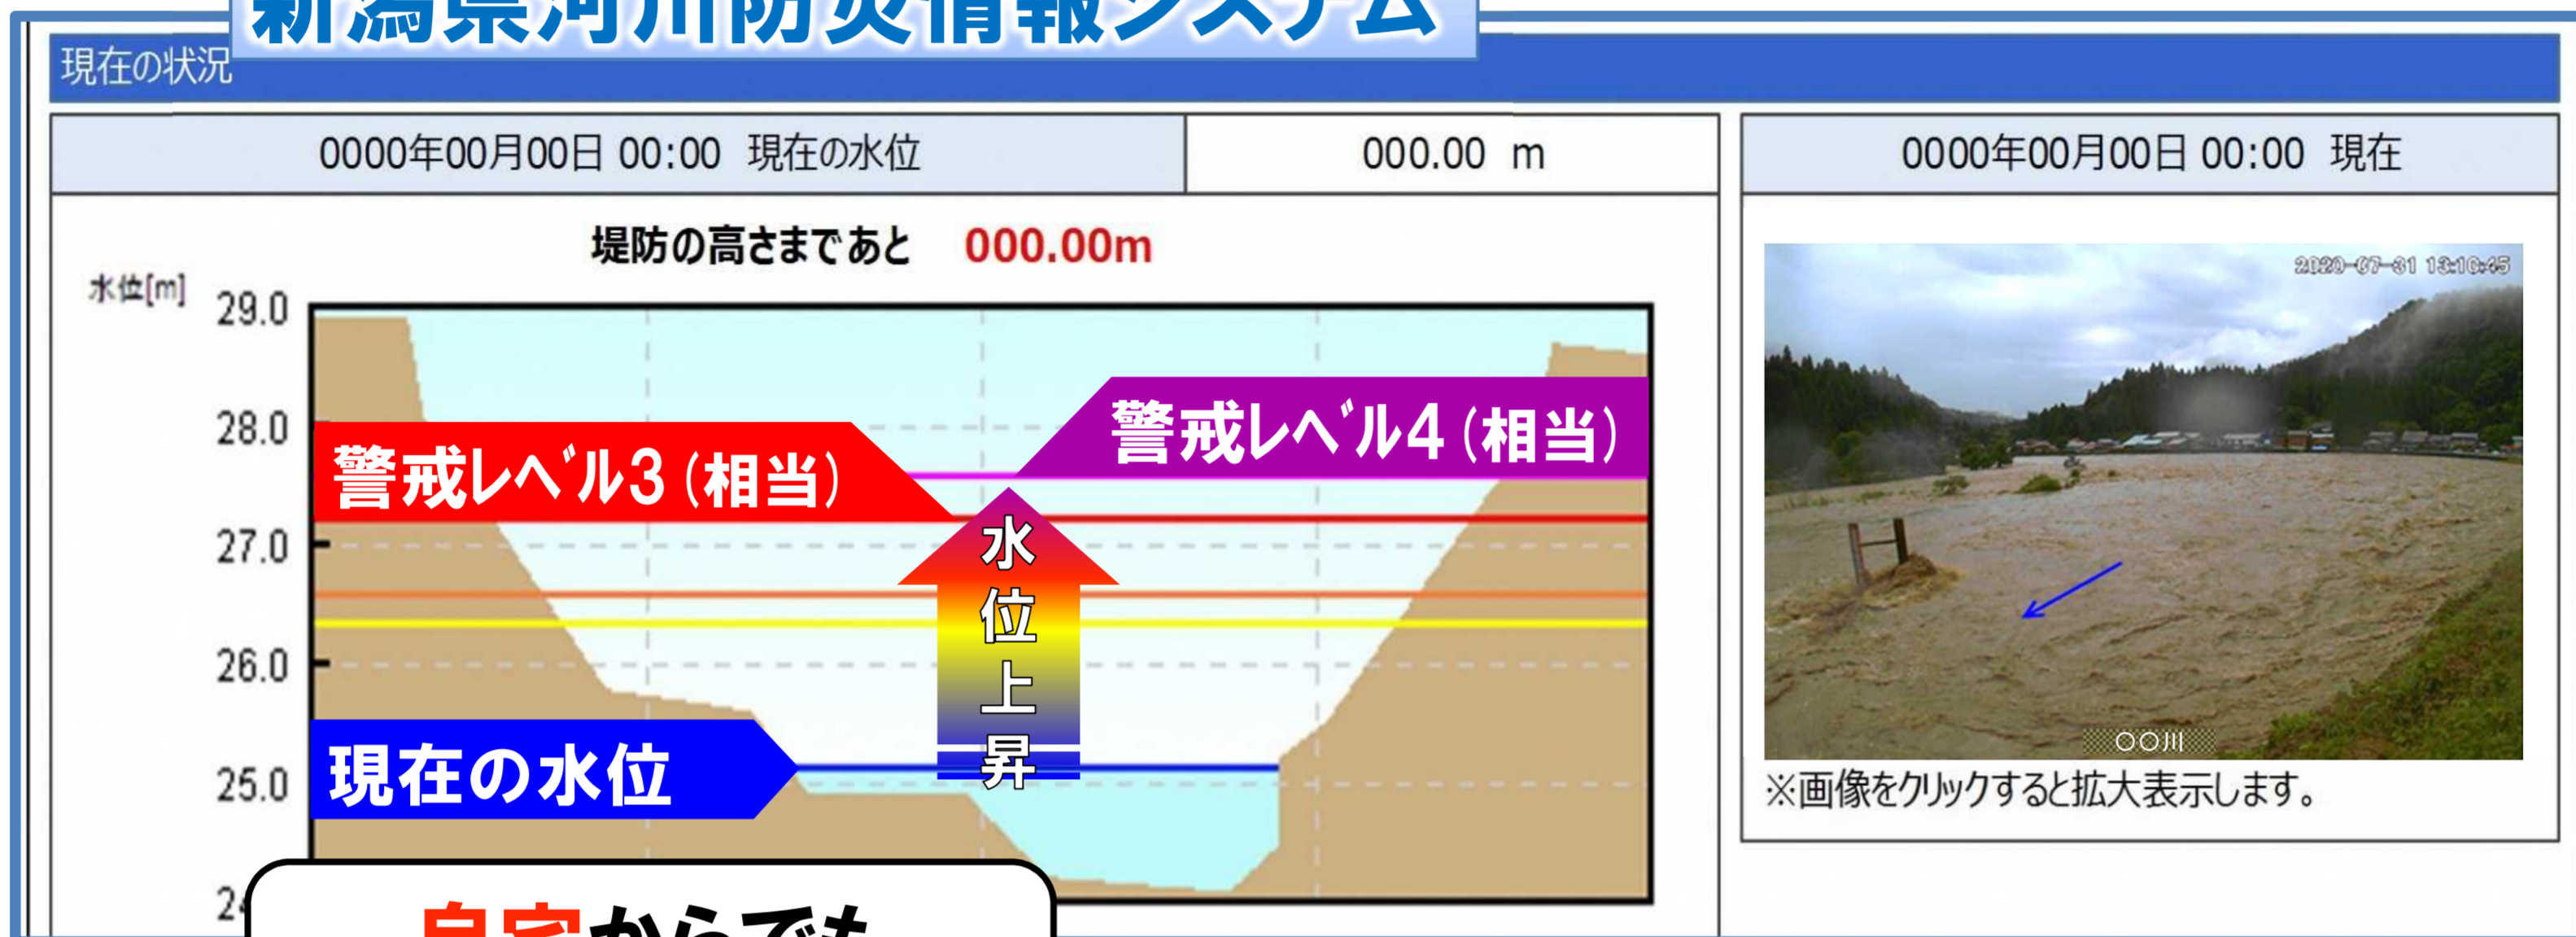 新潟県河川防災情報システム
現在の状況
0000年00月00日 00:00 現在の水位
000.00 m
0000年00月00日 00:00 現在
堤防の高さまであと 000.00m
水位[m]
29.0
28.0
27.0
26.0
25.0
警戒レベル4(相当)
警戒レベル3(相当)
水位上昇
現在の水位
2020-07-31 13:10:45
〇〇川
※画像をクリックすると拡大表示します。
自宅からでも